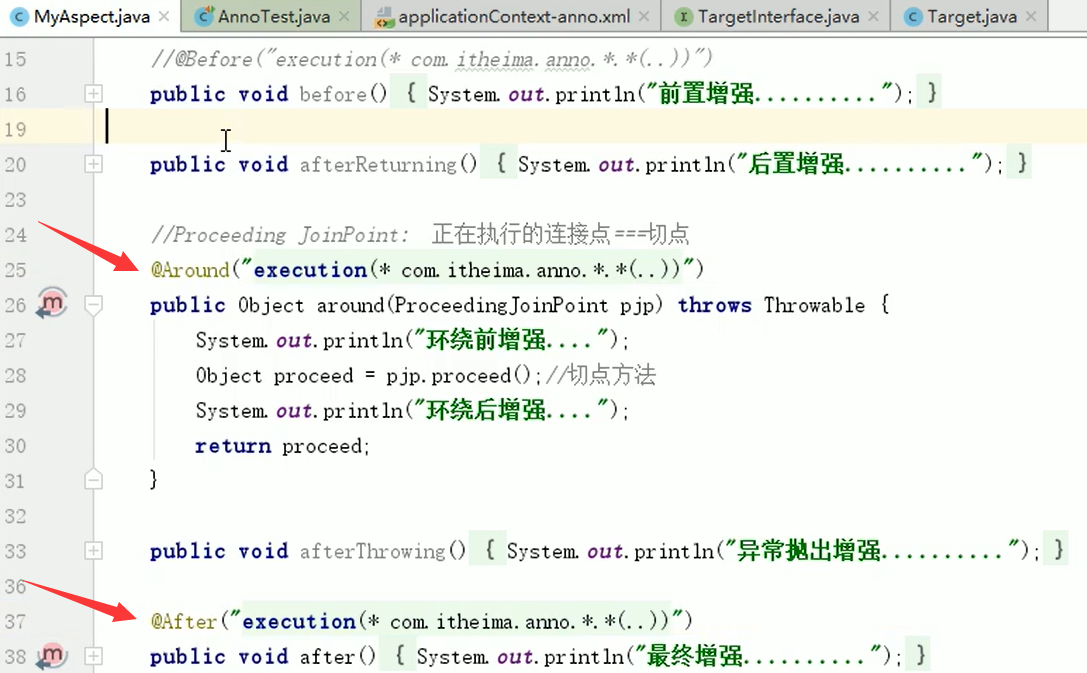 MyAspect.java × AnnoTest.java × applicationContext-anno.xml × TargetInterface.java × Target.java ×
15 //@Before("execution(* com.itheima.anno.*.*(..))")
16 public void before() { System.out.println("前置增强.........."); }
19
20 public void afterReturning() { System.out.println("后置增强.........."); }
23
24 //Proceeding JoinPoint: 正在执行的连接点===切点
25 @Around("execution(* com.itheima.anno.*.*(..))")
26 public Object around(ProceedingJoinPoint pjp) throws Throwable {
27 System.out.println("环绕前增强....");
28 Object proceed = pjp.proceed();//切点方法
29 System.out.println("环绕后增强....");
30 return proceed;
31 }
32
33 public void afterThrowing() { System.out.println("异常抛出增强.........."); }
36
37 @After("execution(* com.itheima.anno.*.*(..))")
38 public void after() { System.out.println("最终增强.........."); }